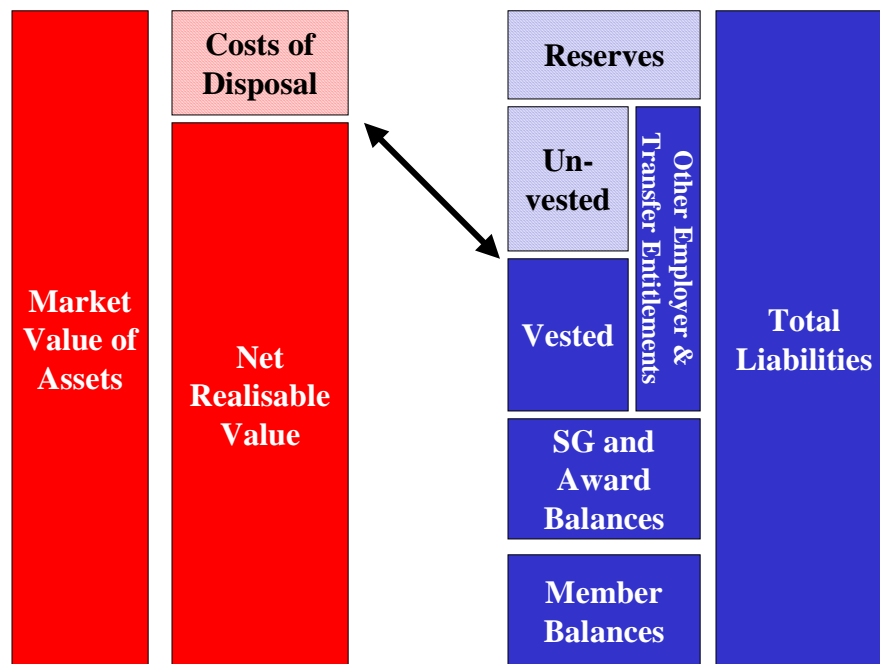 Market
Value of
Assets
Costs of
Disposal
Net
Realisable
Value
Reserves
Un-
vested
Other Employer &
Transfer Entitlements
Vested
SG and
Award
Balances
Member
Balances
Total
Liabilities